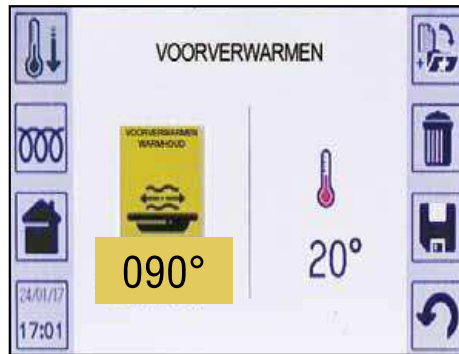 VOORVERWARMEN
VOORVERWARMEN
WARMHOUD
090°
20°
24/01/17
17:01